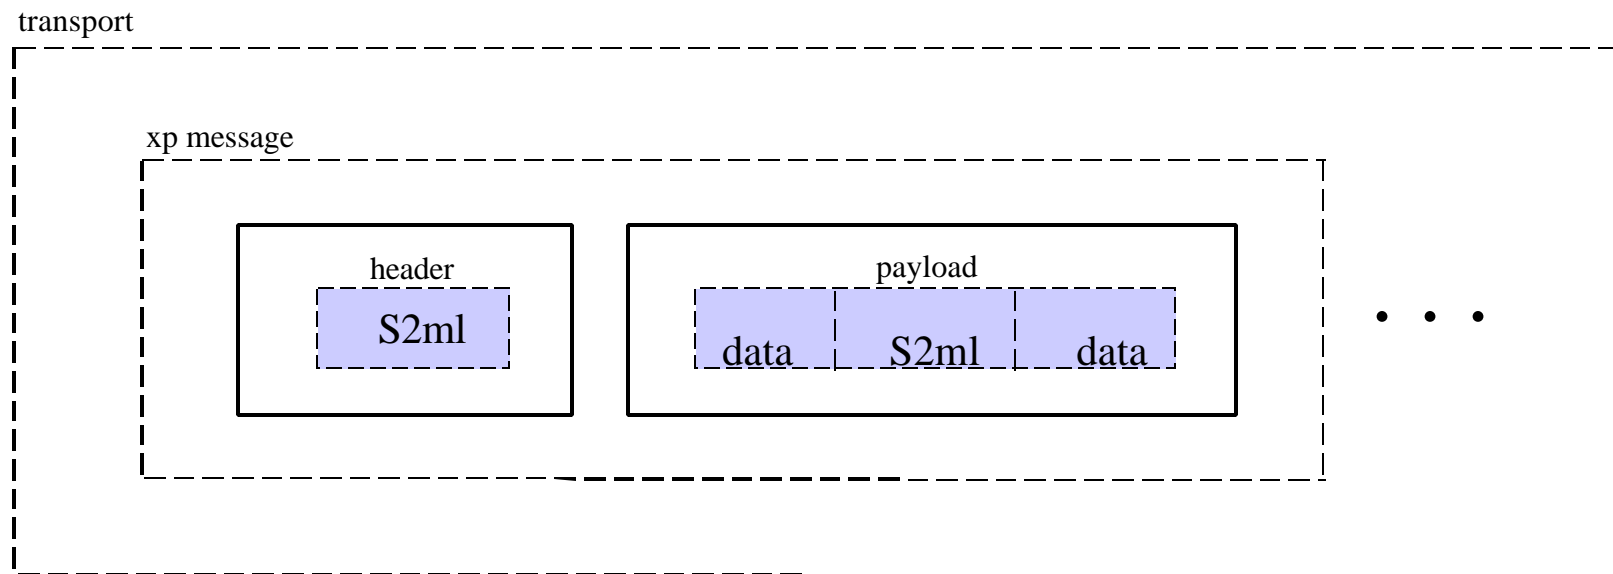 transport
xp message
header
payload
S2ml
data S2ml data